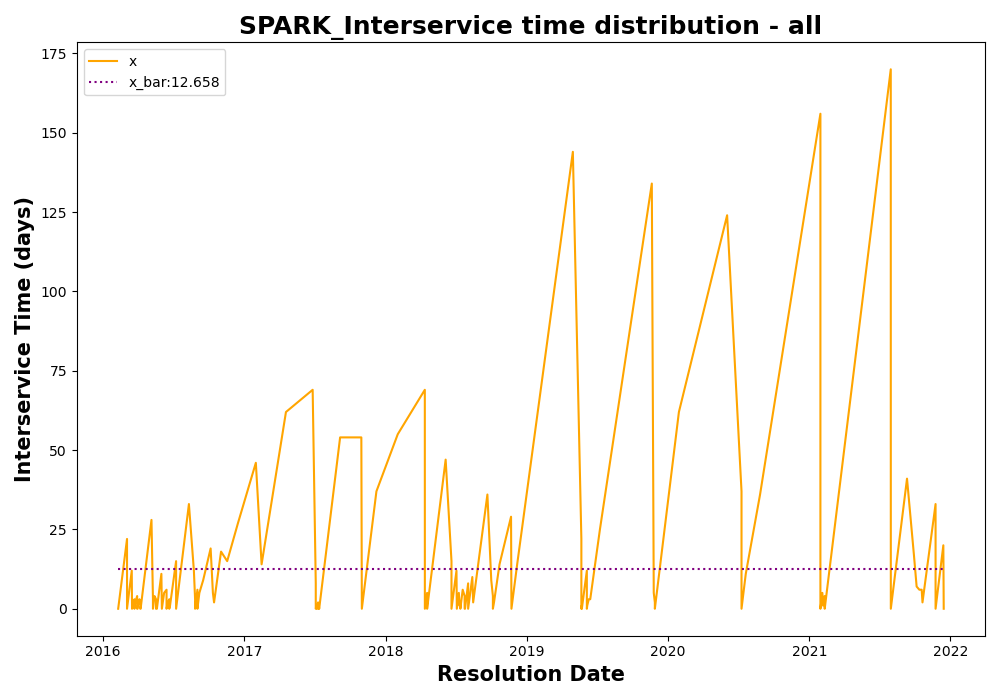 SPARK_Interservice time distribution - all
x
x_bar:12.658
Interservice Time (days)
175
150
125
100
75
50
25
0
2016 2017 2018 2019 2020 2021 2022
Resolution Date